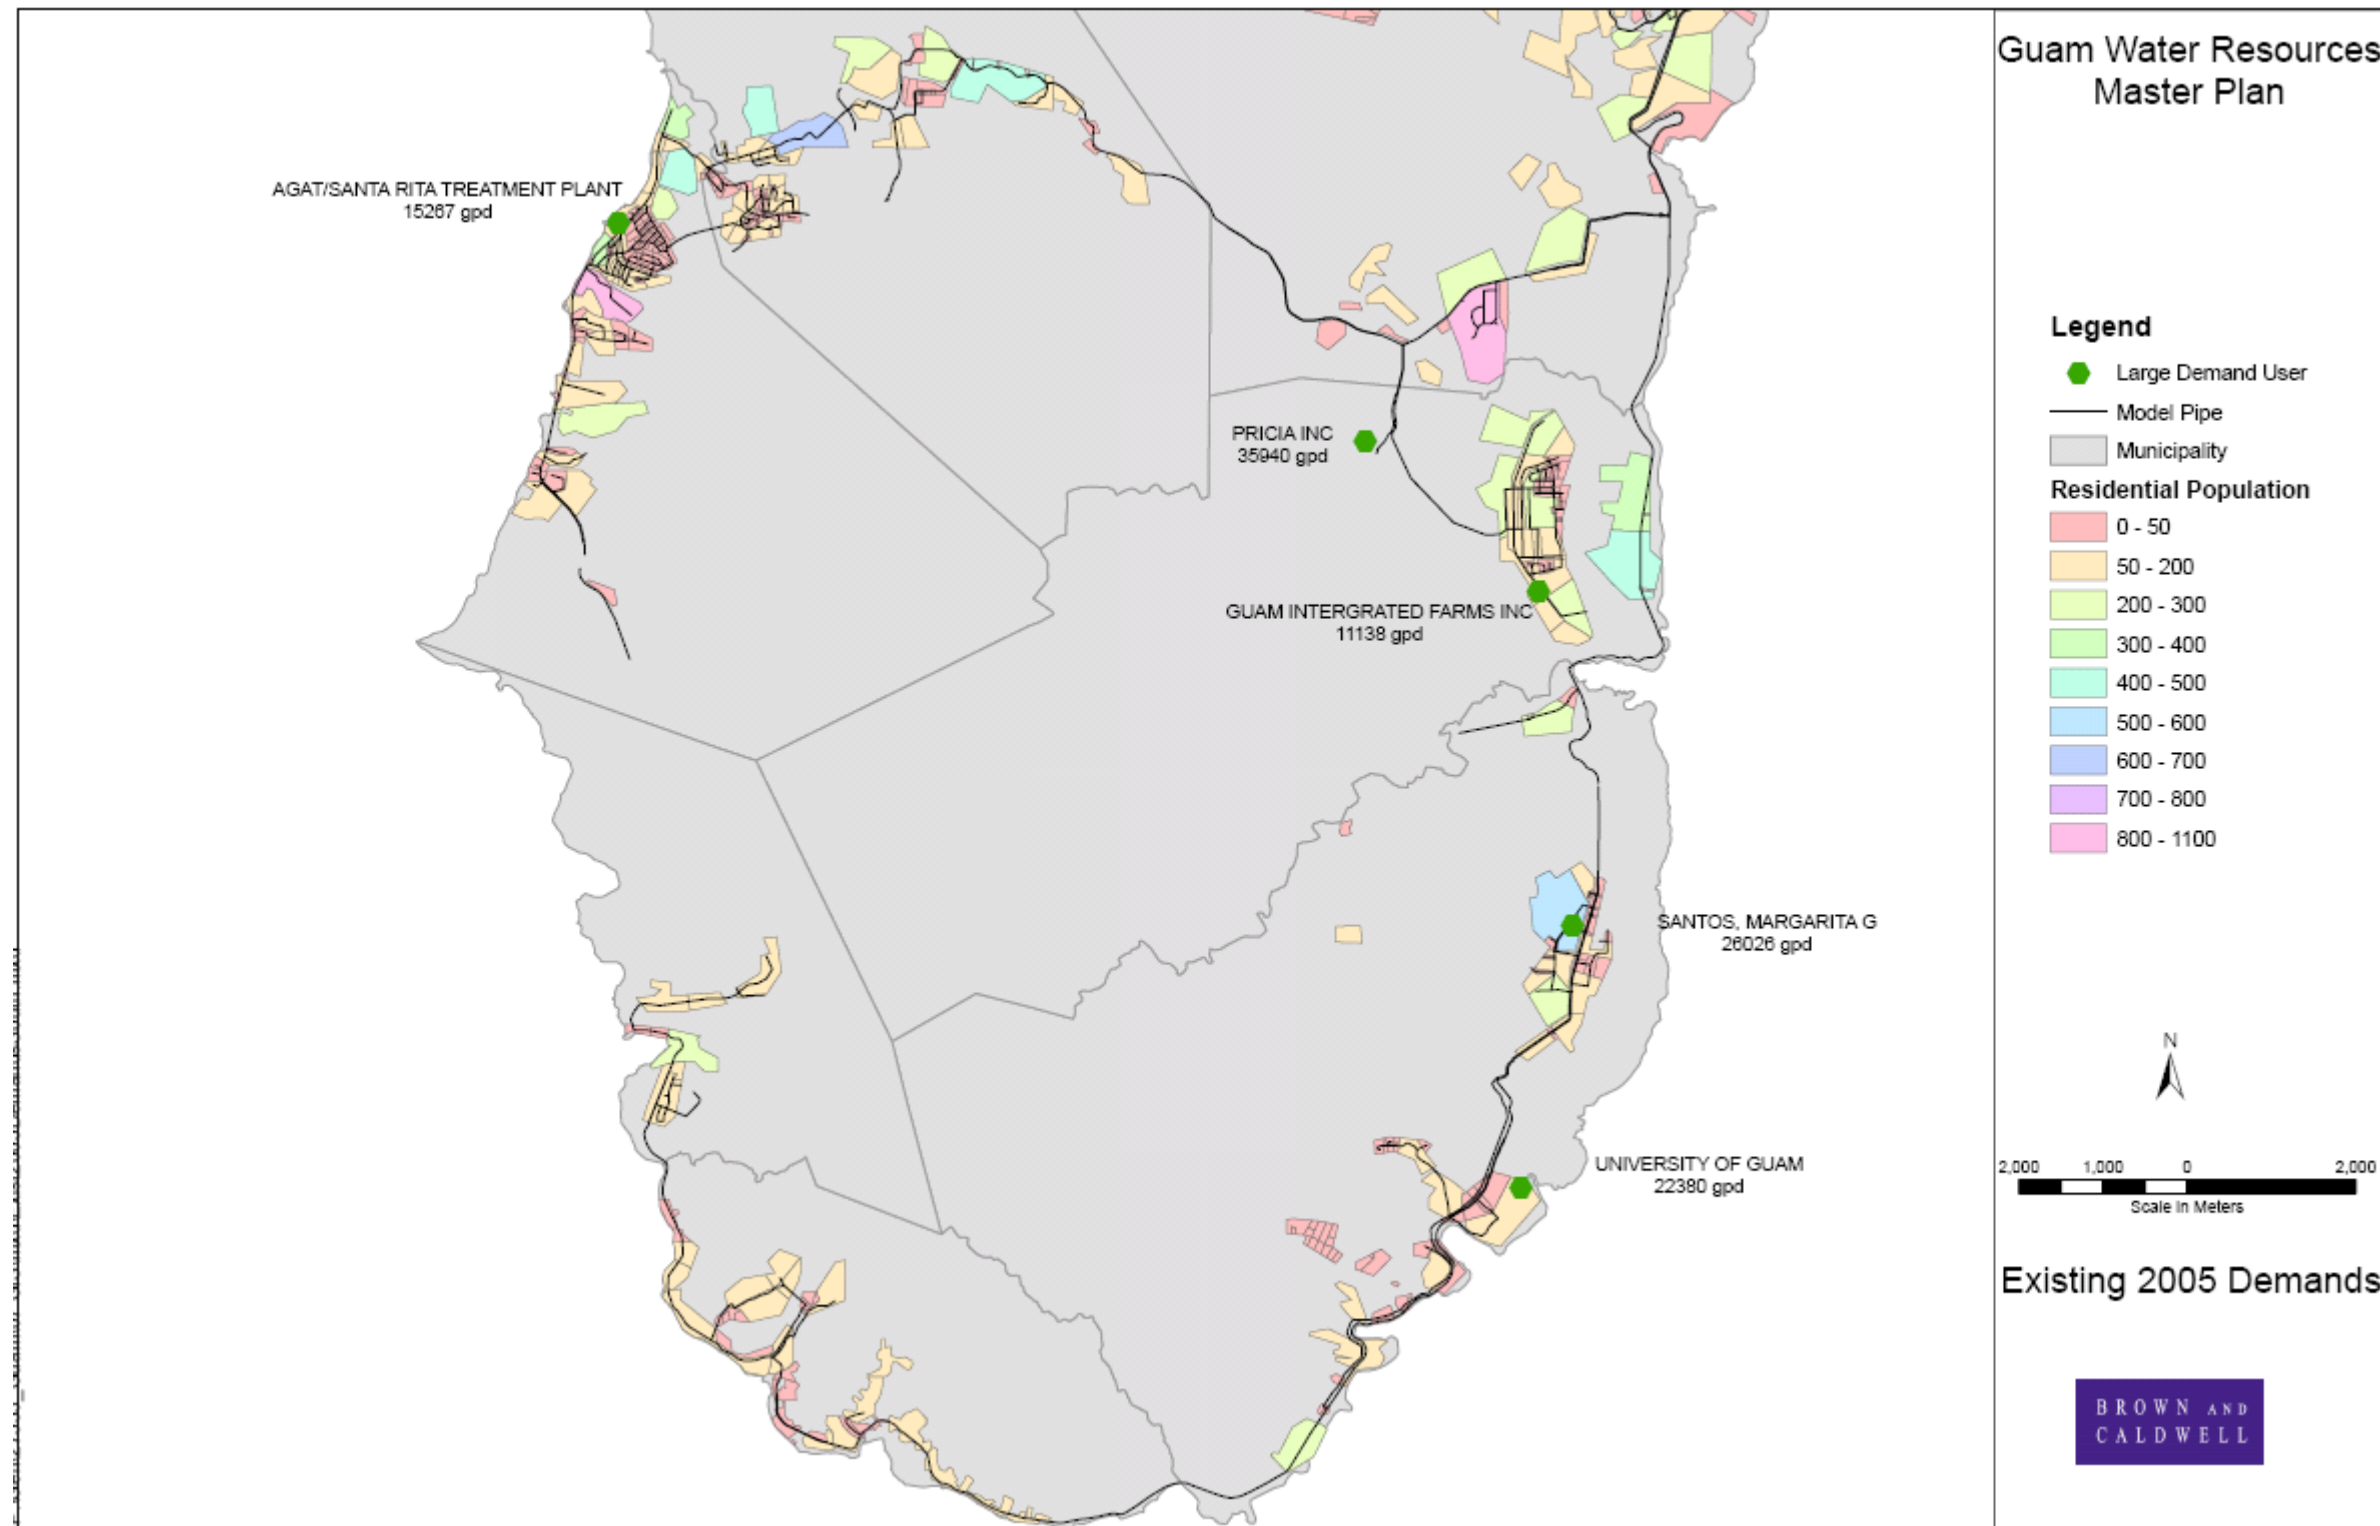 Guam Water Resources
Master Plan
AGAT/SANTA RITA TREATMENT PLANT
15267 gpd
PRICIA INC
35940 gpd
GUAM INTERGRATED FARMS INC
11138 gpd
SANTOS, MARGARITA G
26026 gpd
UNIVERSITY OF GUAM
22380 gpd
Legend
Large Demand User
Model Pipe
Municipality
Residential Population
0 - 50
50 - 200
200 - 300
300 - 400
400 - 500
500 - 600
600 - 700
700 - 800
800 - 1100
N
2,000 1,000 0 2,000
Scale in Meters
Existing 2005 Demands
BROWN AND
CALDWELL